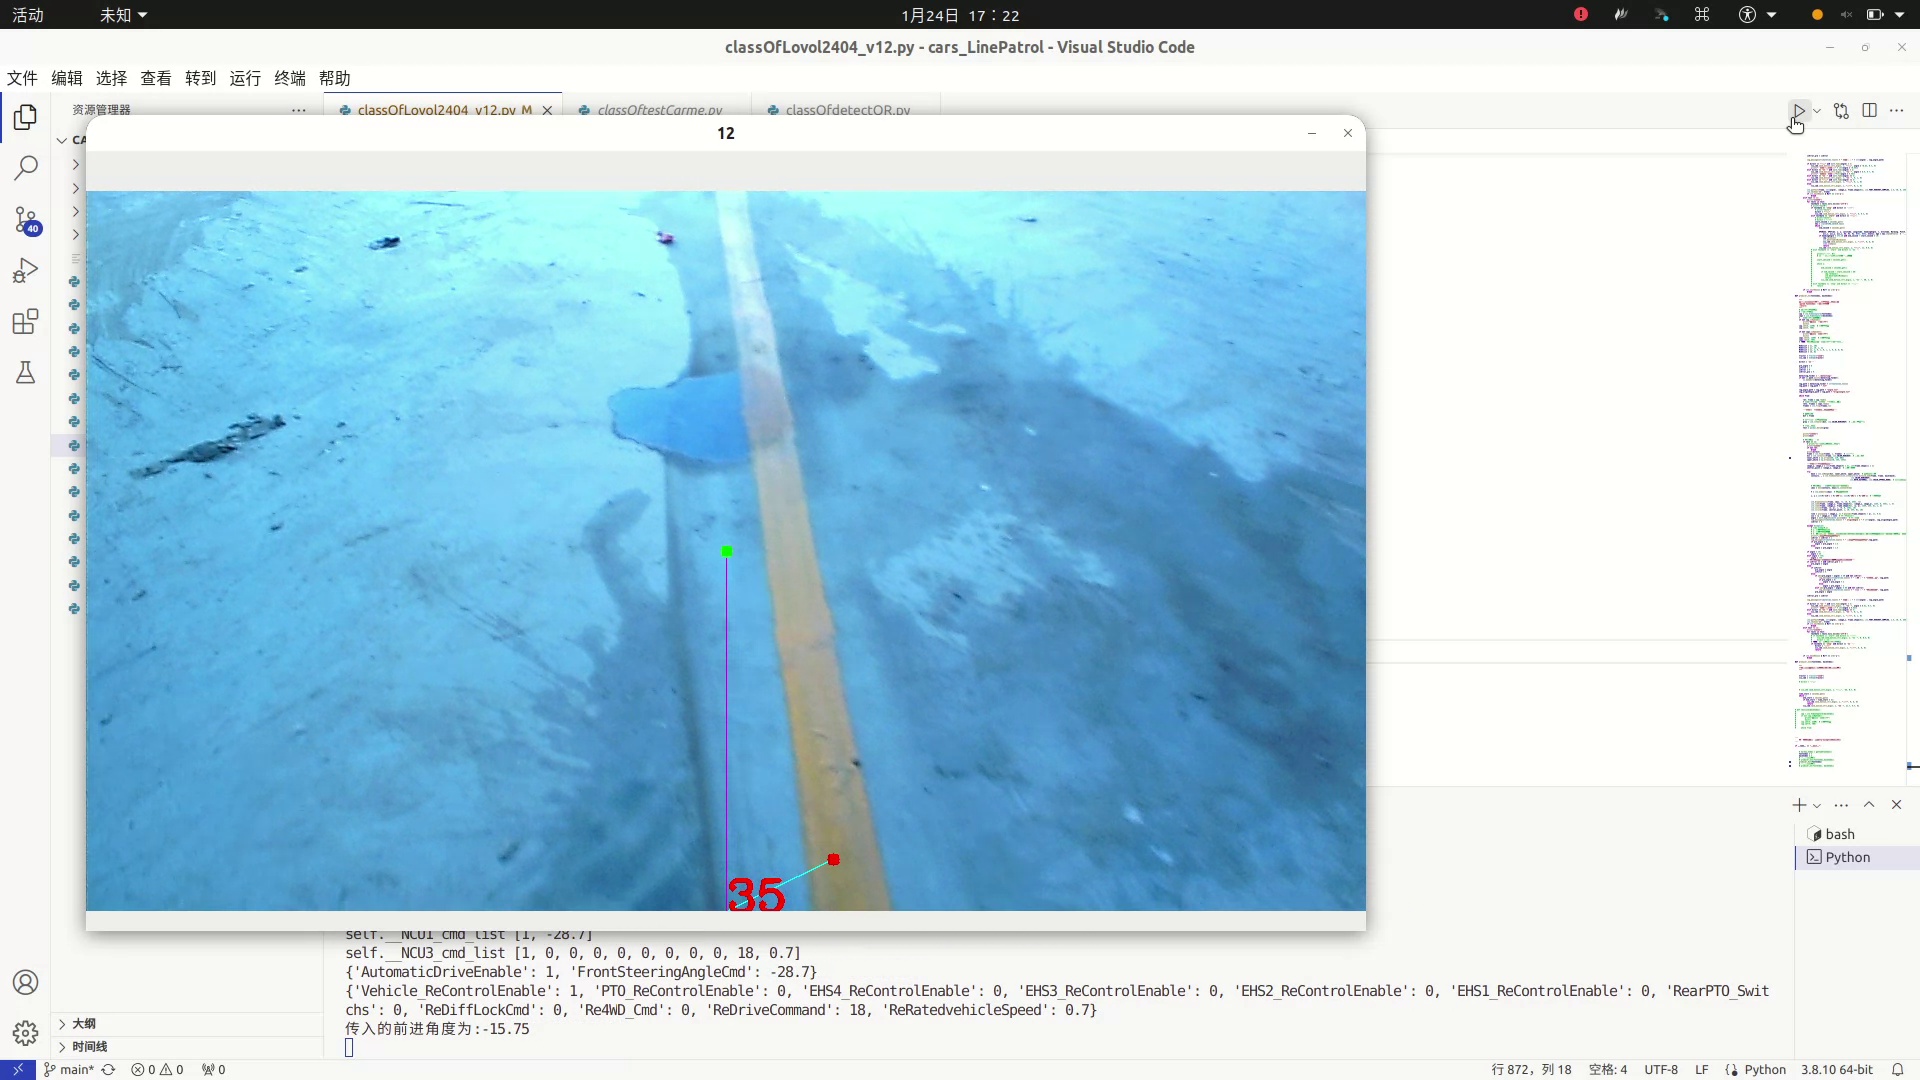 活动 未知 1月24日 17：22
classOfLovol2404_v12.py - cars_LinePatrol - Visual Studio Code
文件 编辑 选择 查看 转到 运行 终端 帮助
资源管理器 classOfLovol2404_v12.py M classOftestCarme.py classOfdetectQR.py
CA
12
40
35
bash
Python
self.__NCU1_cmd_list [1, -28.7]
self.__NCU3_cmd_list [1, 0, 0, 0, 0, 0, 0, 0, 0, 18, 0.7]
{'AutomaticDriveEnable': 1, 'FrontSteeringAngleCmd': -28.7}
{'Vehicle_ReControlEnable': 1, 'PTO_ReControlEnable': 0, 'EHS4_ReControlEnable': 0, 'EHS3_ReControlEnable': 0, 'EHS2_ReControlEnable': 0, 'EHS1_ReControlEnable': 0, 'RearPTO_Swit
chs': 0, 'ReDiffLockCmd': 0, 'Re4WD_Cmd': 0, 'ReDriveCommand': 18, 'ReRatedvehicleSpeed': 0.7}
传入的前进角度为:-15.75
大纲
时间线
main* 0 0 0 行 872，列 18 空格: 4 UTF-8 LF Python 3.8.10 64-bit